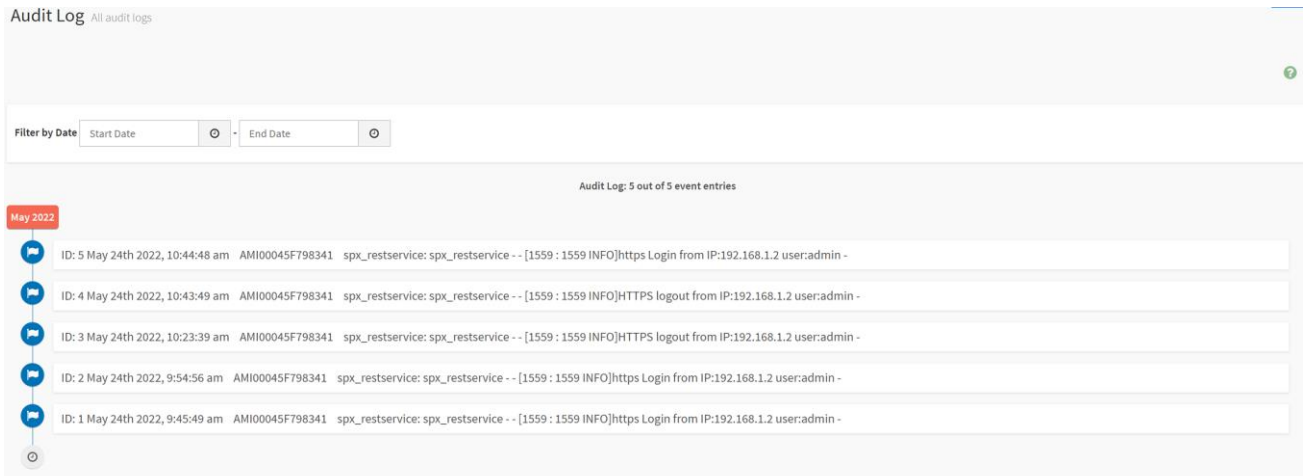 Audit Log All audit logs
Filter by Date Start Date - End Date
Audit Log: 5 out of 5 event entries
May 2022
ID: 5 May 24th 2022, 10:44:48 am AMI00045F798341 spx_restservice: spx_restservice - - [1559 : 1559 INFO]https Login from IP:192.168.1.2 user:admin -
ID: 4 May 24th 2022, 10:43:49 am AMI00045F798341 spx_restservice: spx_restservice - - [1559 : 1559 INFO]HTTPS logout from IP:192.168.1.2 user:admin -
ID: 3 May 24th 2022, 10:23:39 am AMI00045F798341 spx_restservice: spx_restservice - - [1559 : 1559 INFO]HTTPS logout from IP:192.168.1.2 user:admin -
ID: 2 May 24th 2022, 9:54:56 am AMI00045F798341 spx_restservice: spx_restservice - - [1559 : 1559 INFO]https Login from IP:192.168.1.2 user:admin -
ID: 1 May 24th 2022, 9:45:49 am AMI00045F798341 spx_restservice: spx_restservice - - [1559 : 1559 INFO]https Login from IP:192.168.1.2 user:admin -